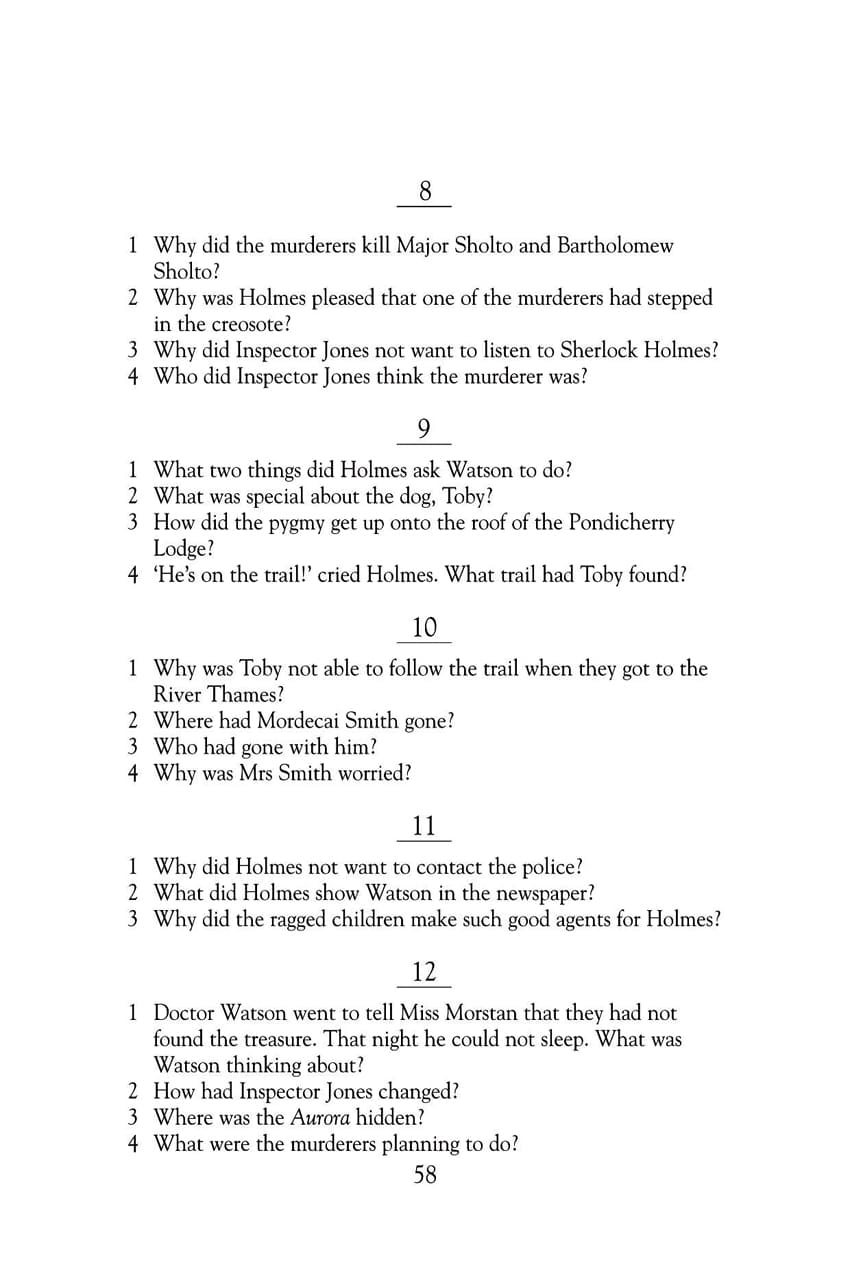 8
1 Why did the murderers kill Major Sholto and Bartholomew
Sholto?
2 Why was Holmes pleased that one of the murderers had stepped
in the creosote?
3 Why did Inspector Jones not want to listen to Sherlock Holmes?
4 Who did Inspector Jones think the murderer was?
9
1 What two things did Holmes ask Watson to do?
2 What was special about the dog, Toby?
3 How did the pygmy get up onto the roof of the Pondicherry
Lodge?
4 ‘He’s on the trail!’ cried Holmes. What trail had Toby found?
10
1 Why was Toby not able to follow the trail when they got to the
River Thames?
2 Where had Mordecai Smith gone?
3 Who had gone with him?
4 Why was Mrs Smith worried?
11
1 Why did Holmes not want to contact the police?
2 What did Holmes show Watson in the newspaper?
3 Why did the ragged children make such good agents for Holmes?
12
1 Doctor Watson went to tell Miss Morstan that they had not
found the treasure. That night he could not sleep. What was
Watson thinking about?
2 How had Inspector Jones changed?
3 Where was the Aurora hidden?
4 What were the murderers planning to do?
58